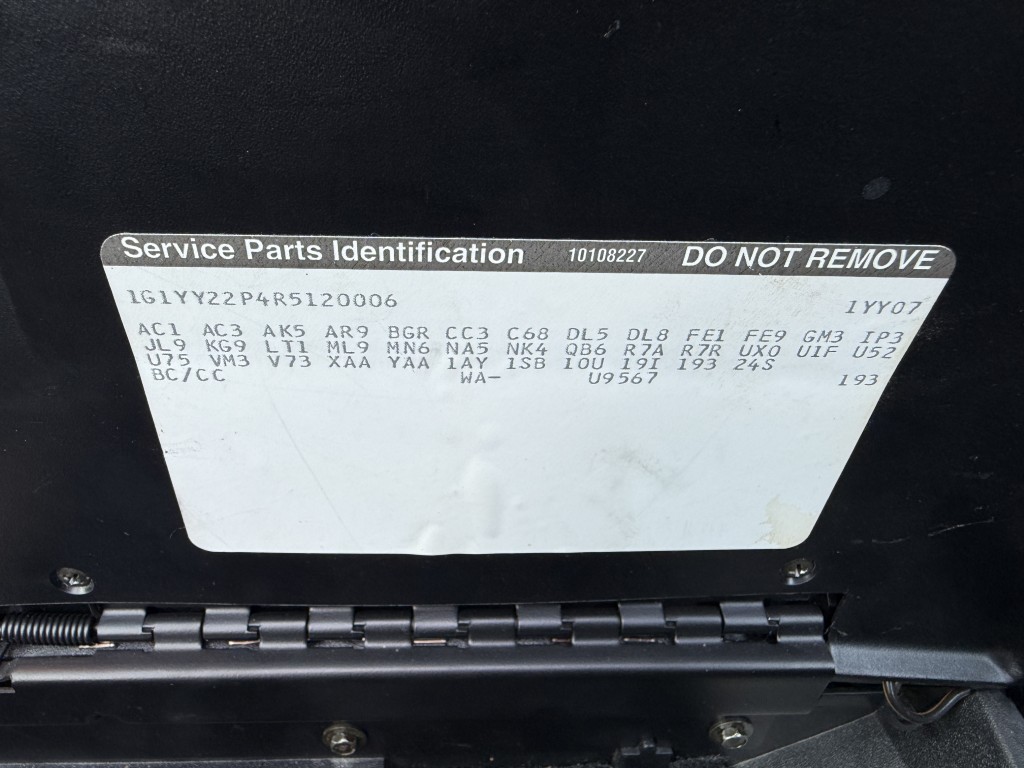 Service Parts Identification 10108227 DO NOT REMOVE
1G1YY22P4R5120006 1YY07
AC1 AC3 AK5 AR9 BGR CC3 C68 DL5 DL8 FE1 FE9 GM3 IP3
JL9 KG9 LT1 ML9 MN6 NA5 NK4 QB6 R7A R7R UX0 U1F U52
U75 VM3 V73 XAA YAA 1AY 1SB 10U 19I 193 24S
BC/CC WA- U9567 193